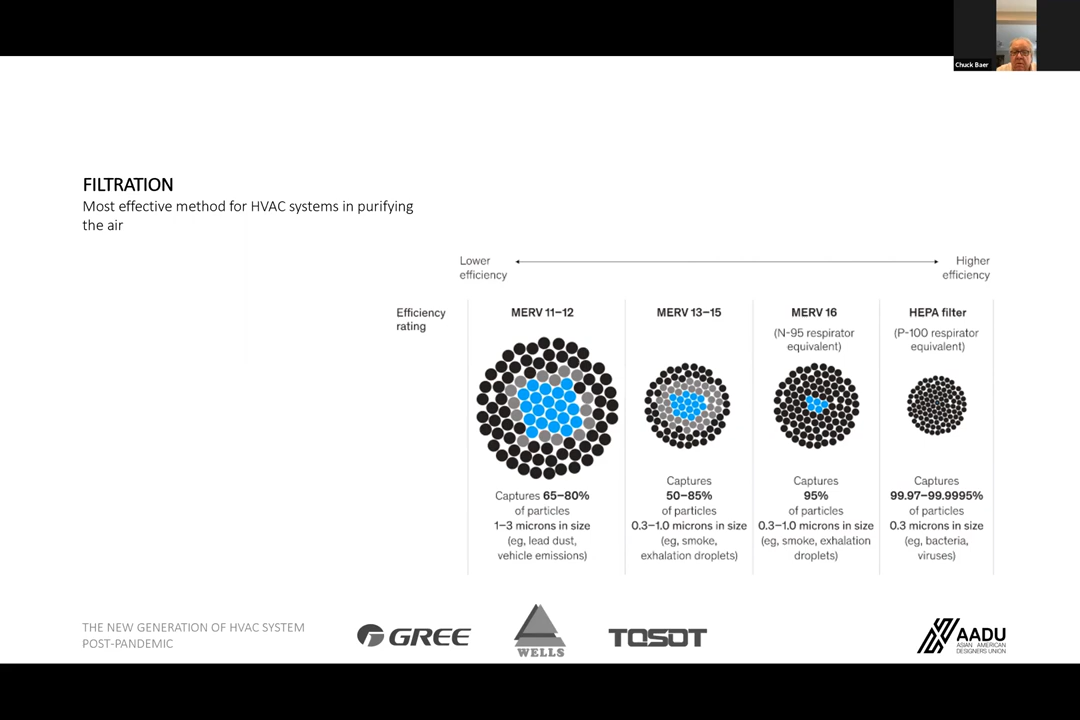 Chuck Baer
FILTRATION
Most effective method for HVAC systems in purifying
the air
Lower
efficiency
Higher
efficiency
Efficiency
rating
MERV 11–12
Captures 65–80%
of particles
1–3 microns in size
(eg, lead dust,
vehicle emissions)
MERV 13–15
Captures
50–85%
of particles
0.3–1.0 microns in size
(eg, smoke,
exhalation droplets)
MERV 16
(N-95 respirator
equivalent)
Captures
95%
of particles
0.3–1.0 microns in size
(eg, smoke, exhalation
droplets)
HEPA filter
(P-100 respirator
equivalent)
Captures
99.97–99.9995%
of particles
0.3 microns in size
(eg, bacteria,
viruses)
THE NEW GENERATION OF HVAC SYSTEM
POST-PANDEMIC
GREE
WELLS
TOSOT
AADU
ASIAN AMERICAN
DESIGNERS UNION